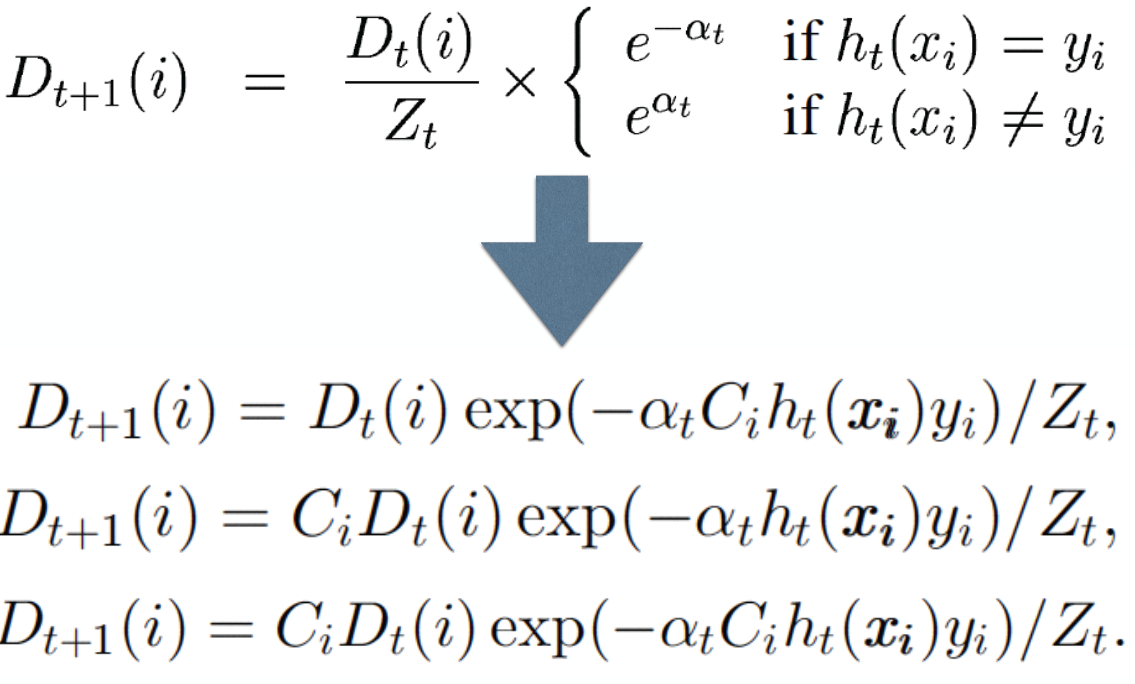 D_{t+1}(i) = \frac{D_t(i)}{Z_t} \times \begin{cases} e^{-\alpha_t} & \text{if } h_t(x_i) = y_i \\ e^{\alpha_t} & \text{if } h_t(x_i) \neq y_i \end{cases}
D_{t+1}(i) = D_t(i) \exp(-\alpha_t C_i h_t(\boldsymbol{x_i}) y_i)/Z_t,
D_{t+1}(i) = C_i D_t(i) \exp(-\alpha_t h_t(\boldsymbol{x_i}) y_i)/Z_t,
D_{t+1}(i) = C_i D_t(i) \exp(-\alpha_t C_i h_t(\boldsymbol{x_i}) y_i)/Z_t.